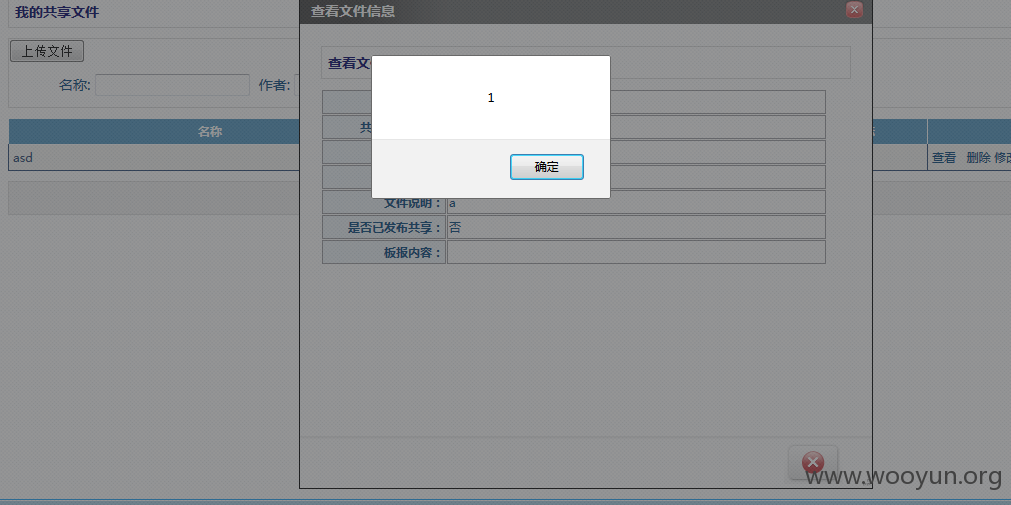 我的共享文件
查看文件信息
上传文件
查看文
名称:
作者:
1
名称
共
确定
asd
查看 删除 修改
文件说明： a
是否已发布共享： 否
板报内容：
www.wooyun.org